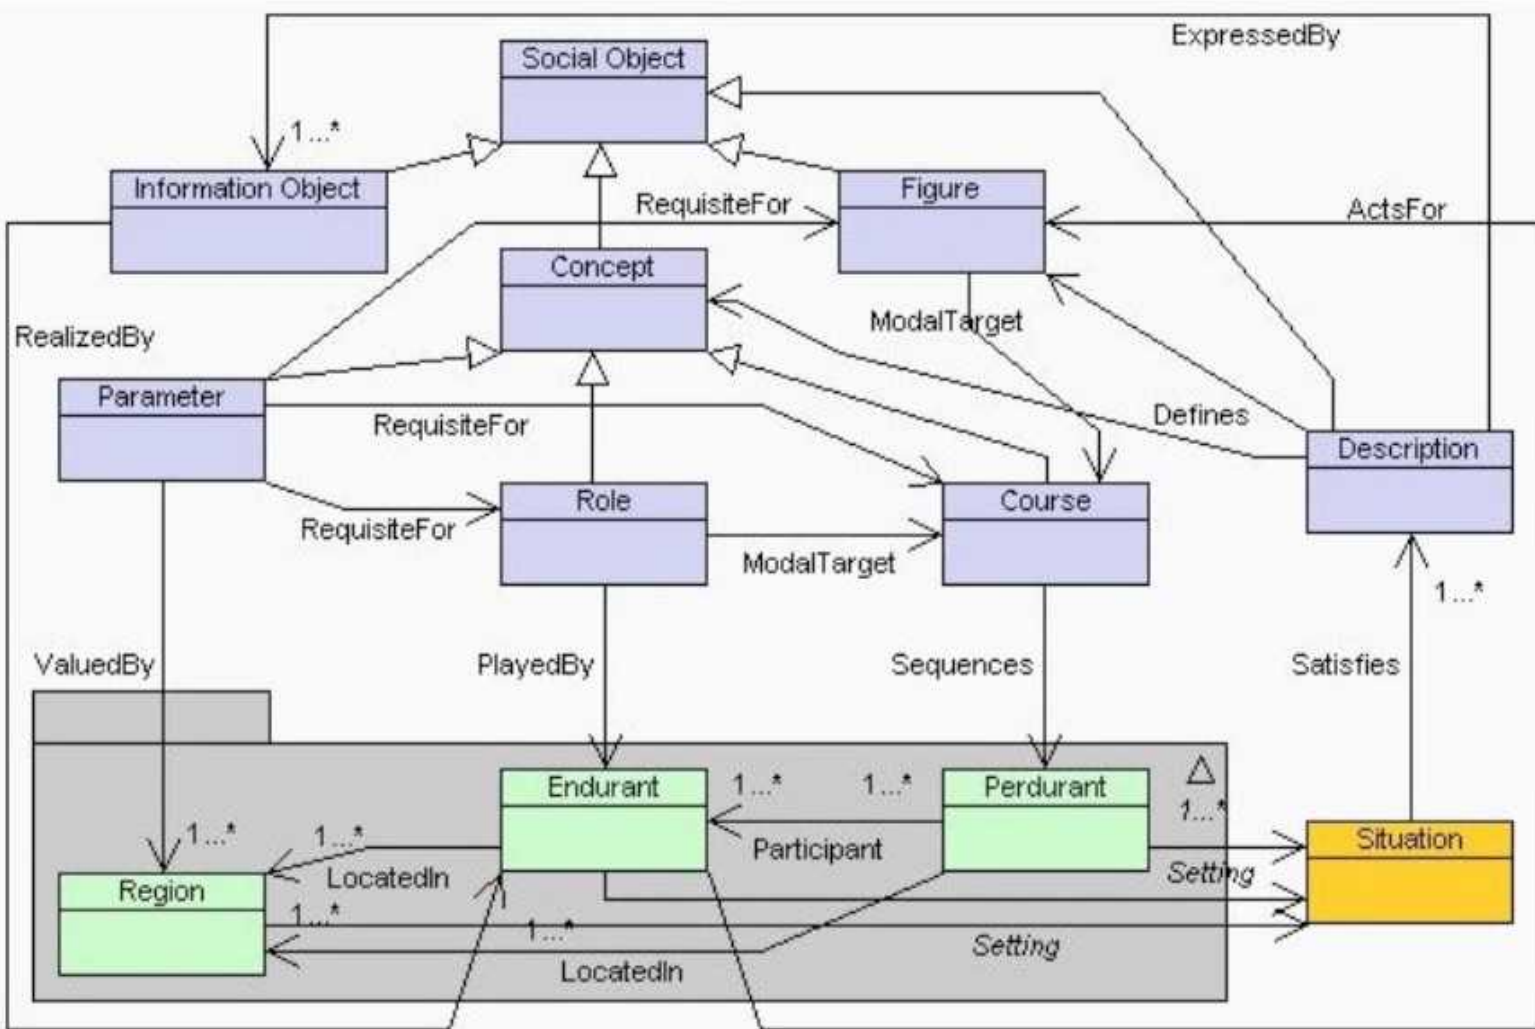 ExpressedBy
Social Object
1...*
Information Object
RequisiteFor
Figure
ActsFor
Concept
RealizedBy
ModalTarget
Parameter
RequisiteFor
Defines
Description
Role
Course
RequisiteFor
ModalTarget
1...*
ValuedBy
PlayedBy
Sequences
Satisfies
Endurant
1...*
1...*
Perdurant
1...*
1...*
1...*
Participant
Situation
LocatedIn
Setting
Region
1...*
1...*
Setting
LocatedIn